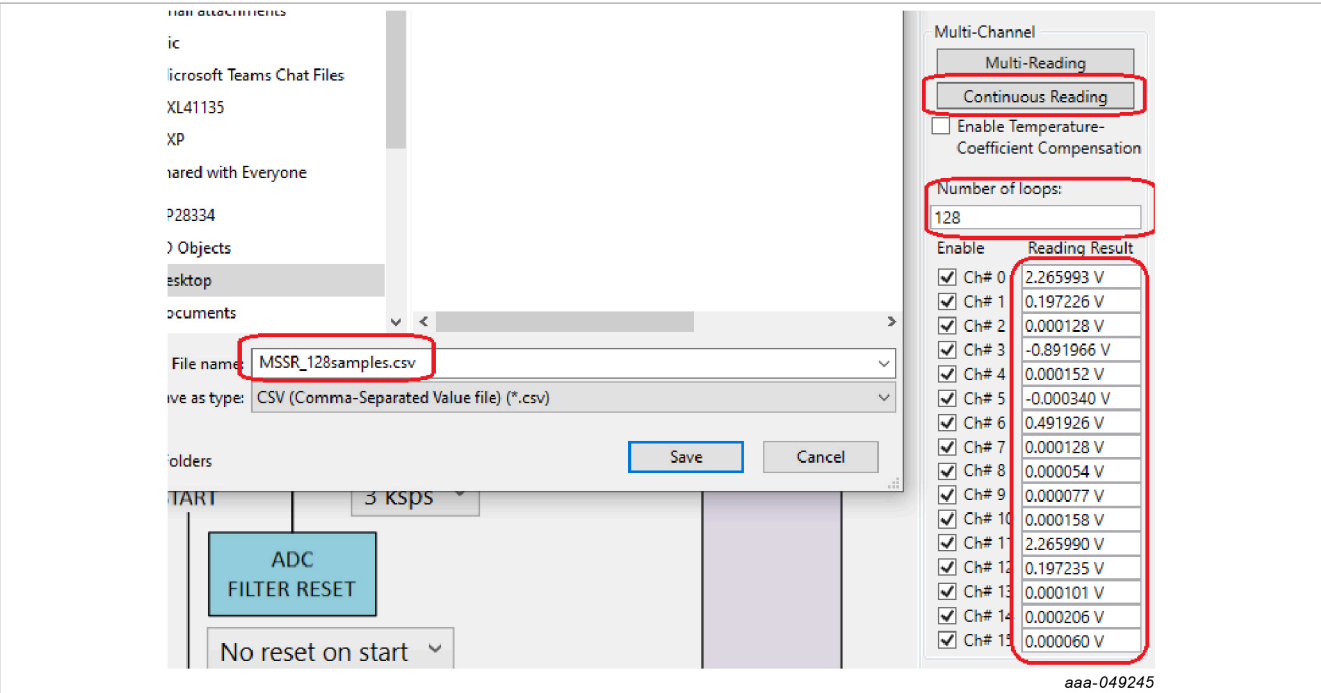 nail attachments
ic
icrosoft Teams Chat Files
XL41135
XP
nared with Everyone
P28334
Objects
esktop
ocuments
File name:
MSSR_128samples.csv
ve as type:
CSV (Comma-Separated Value file) (*.csv)
Save
Cancel
olders
TART
3 ksps
ADC
FILTER RESET
No reset on start
Multi-Channel
Multi-Reading
Continuous Reading
Enable Temperature-
Coefficient Compensation
Number of loops:
128
Enable Reading Result
Ch# 0 2.265993 V
Ch# 1 0.197226 V
Ch# 2 0.000128 V
Ch# 3 -0.891966 V
Ch# 4 0.000152 V
Ch# 5 -0.000340 V
Ch# 6 0.491926 V
Ch# 7 0.000128 V
Ch# 8 0.000054 V
Ch# 9 0.000077 V
Ch# 10 0.000158 V
Ch# 11 2.265990 V
Ch# 12 0.197235 V
Ch# 13 0.000101 V
Ch# 14 0.000206 V
Ch# 15 0.000060 V
aaa-049245